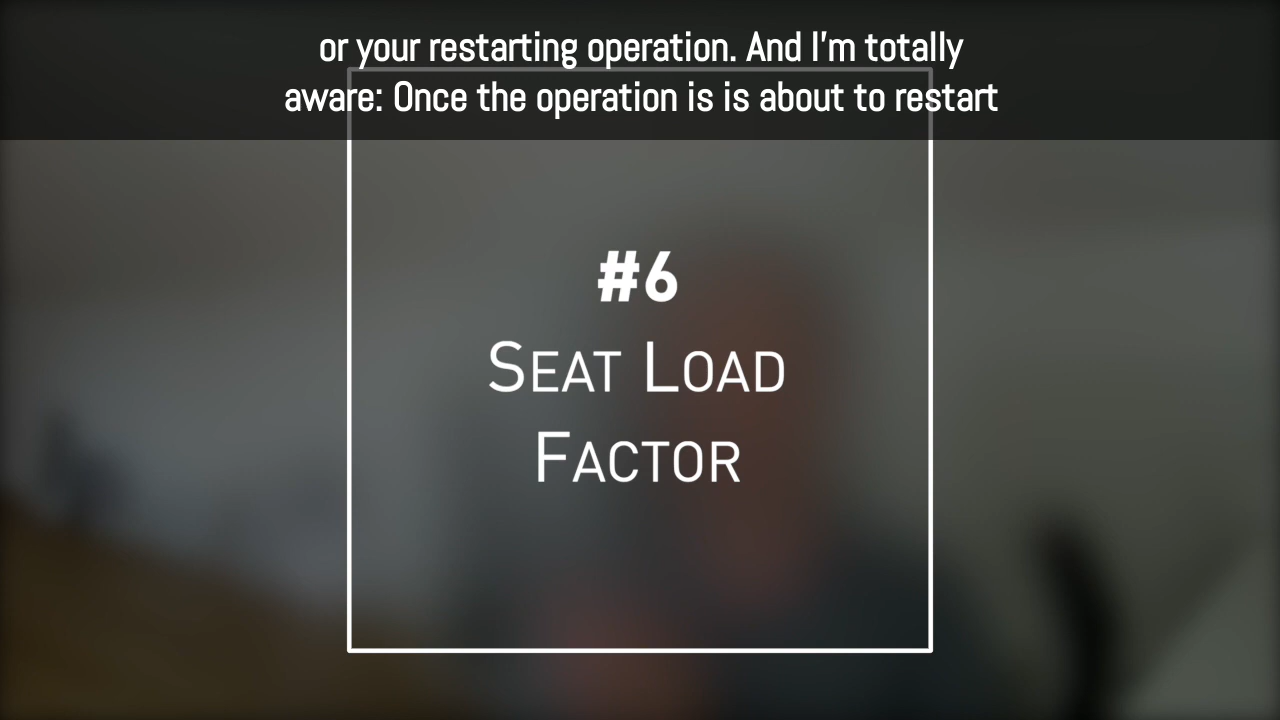 or your restarting operation. And I'm totally
aware: Once the operation is is about to restart
#6
SEAT LOAD
FACTOR